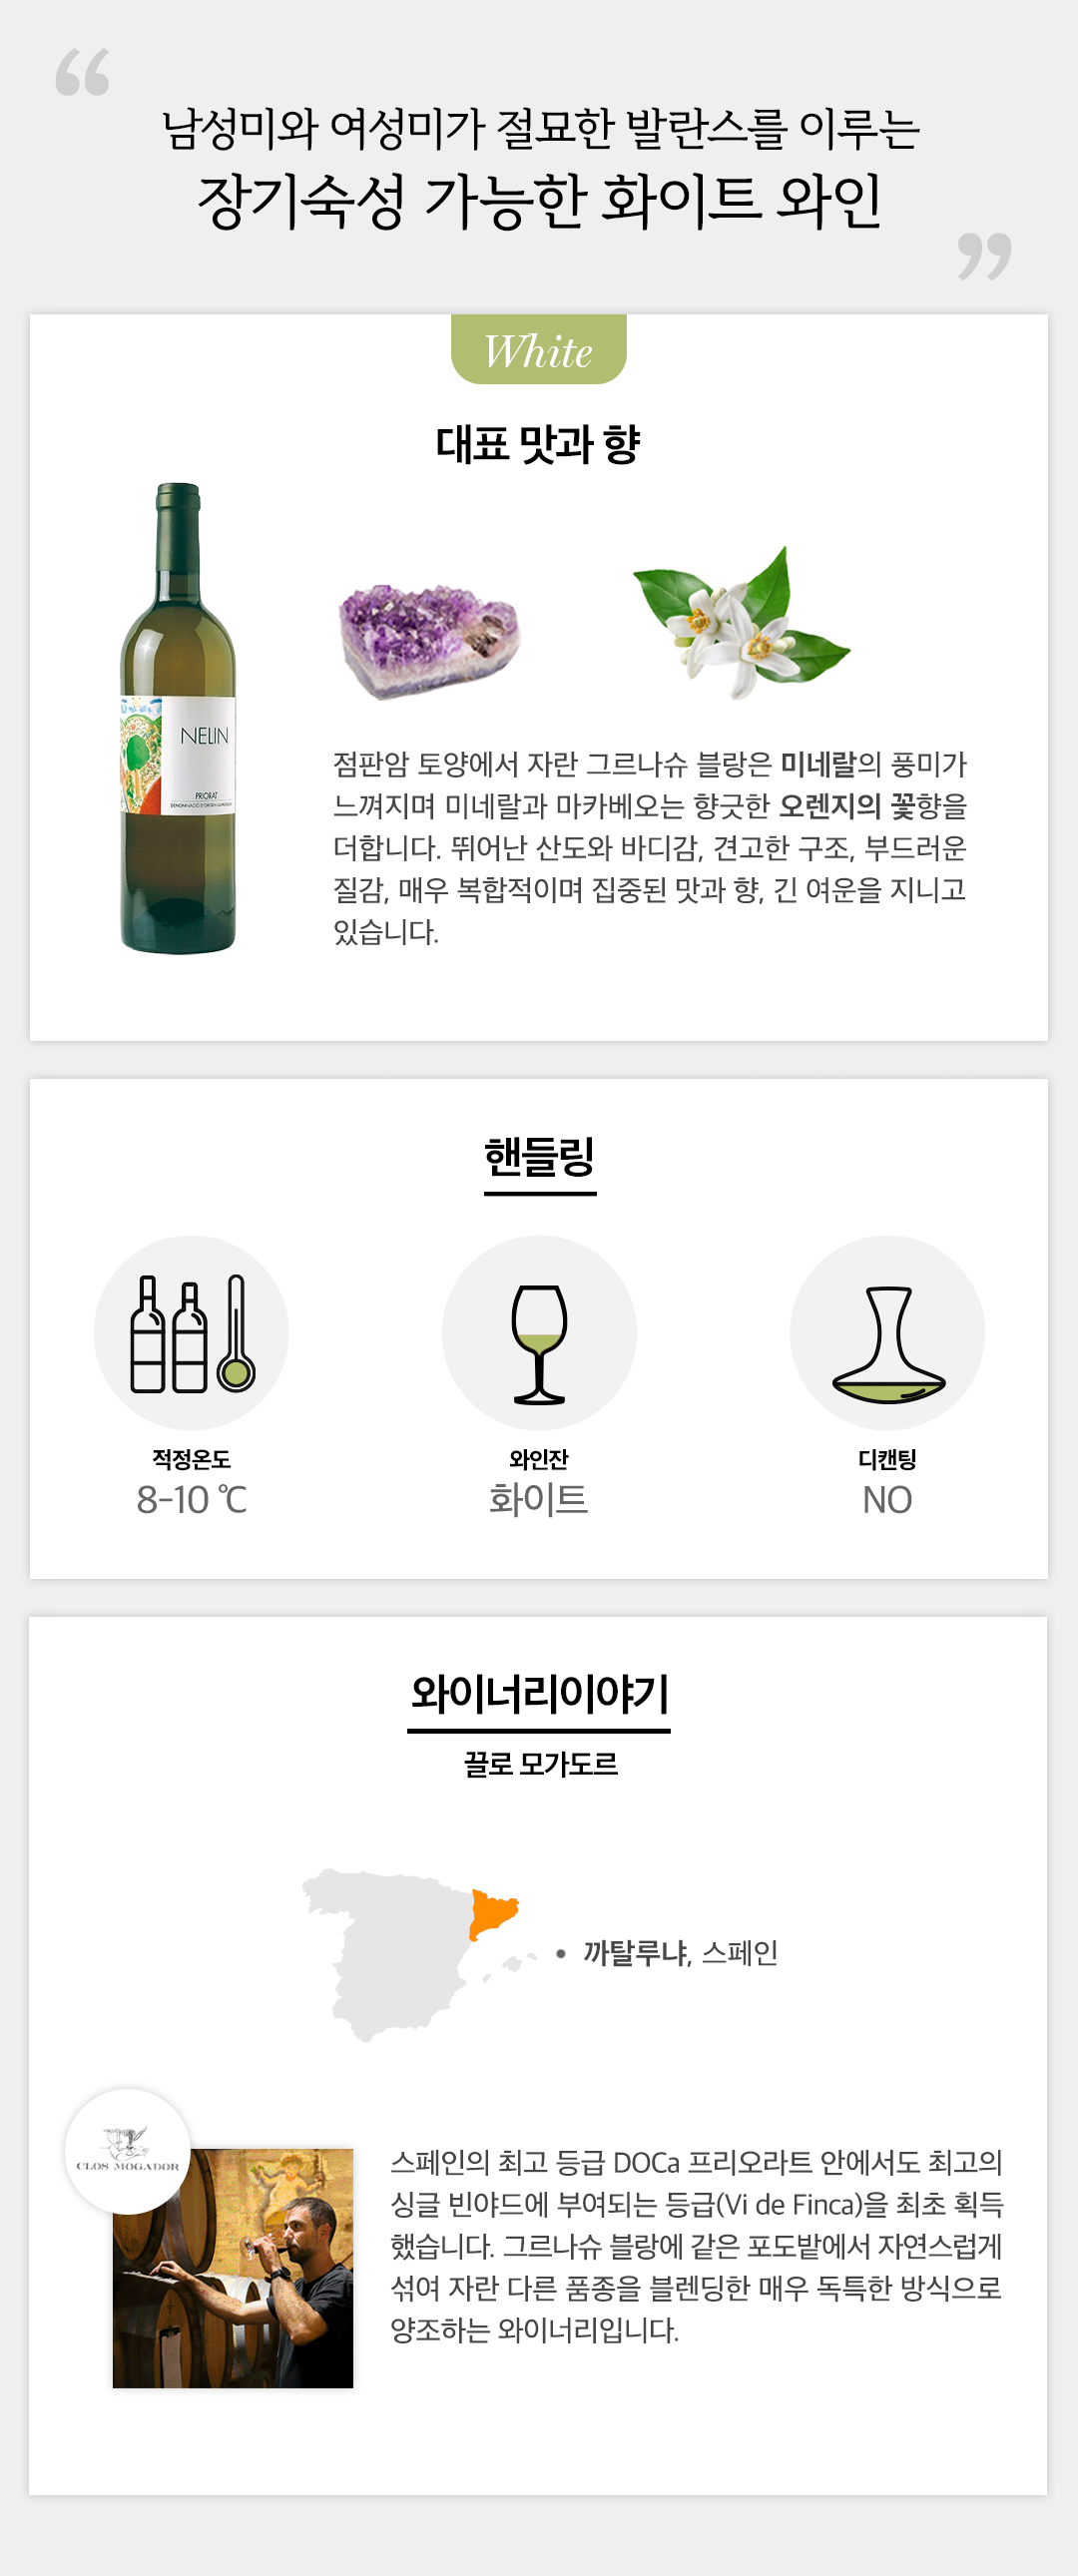 “
남성미와 여성미가 절묘한 발란스를 이루는
장기숙성 가능한 화이트 와인
”
White
대표 맛과 향
NELIN
PRIORAT
DENOMINACIÓ D'ORIGEN QUALIFICADA
점판암 토양에서 자란 그르나슈 블랑은 미네랄의 풍미가
느껴지며 미네랄과 마카베오는 향긋한 오렌지의 꽃향을
더합니다. 뛰어난 산도와 바디감, 견고한 구조, 부드러운
질감, 매우 복합적이며 집중된 맛과 향, 긴 여운을 지니고
있습니다.
핸들링
적정온도
8-10 ℃
와인잔
화이트
디캔팅
NO
와이너리이야기
끌로 모가도르
• 까탈루냐, 스페인
CLOS MOGADOR
스페인의 최고 등급 DOCa 프리오라트 안에서도 최고의
싱글 빈야드에 부여되는 등급(Vi de Finca)을 최초 획득
했습니다. 그르나슈 블랑에 같은 포도밭에서 자연스럽게
섞여 자란 다른 품종을 블렌딩한 매우 독특한 방식으로
양조하는 와이너리입니다.